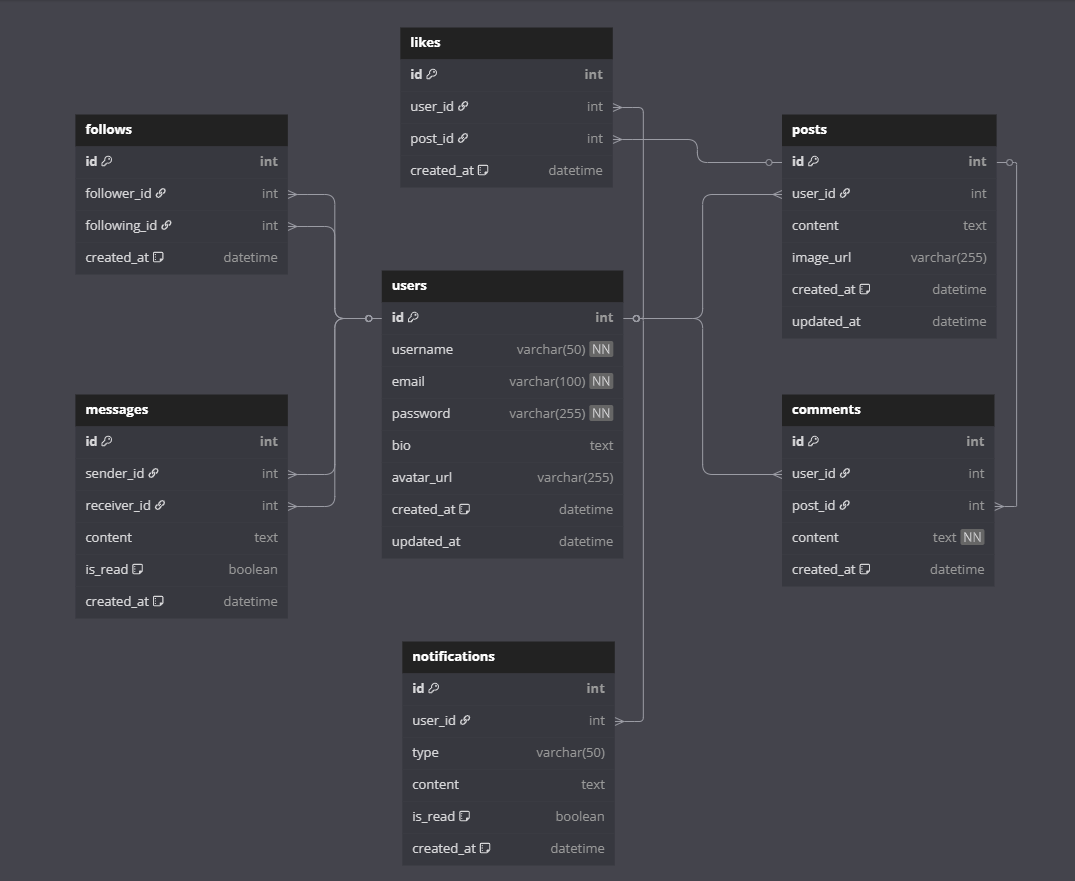 likes
id int
user_id int
post_id int
created_at datetime
follows
id int
follower_id int
following_id int
created_at datetime
posts
id int
user_id int
content text
image_url varchar(255)
created_at datetime
updated_at datetime
users
id int
username varchar(50) NN
email varchar(100) NN
password varchar(255) NN
bio text
avatar_url varchar(255)
created_at datetime
updated_at datetime
messages
id int
sender_id int
receiver_id int
content text
is_read boolean
created_at datetime
comments
id int
user_id int
post_id int
content text NN
created_at datetime
notifications
id int
user_id int
type varchar(50)
content text
is_read boolean
created_at datetime